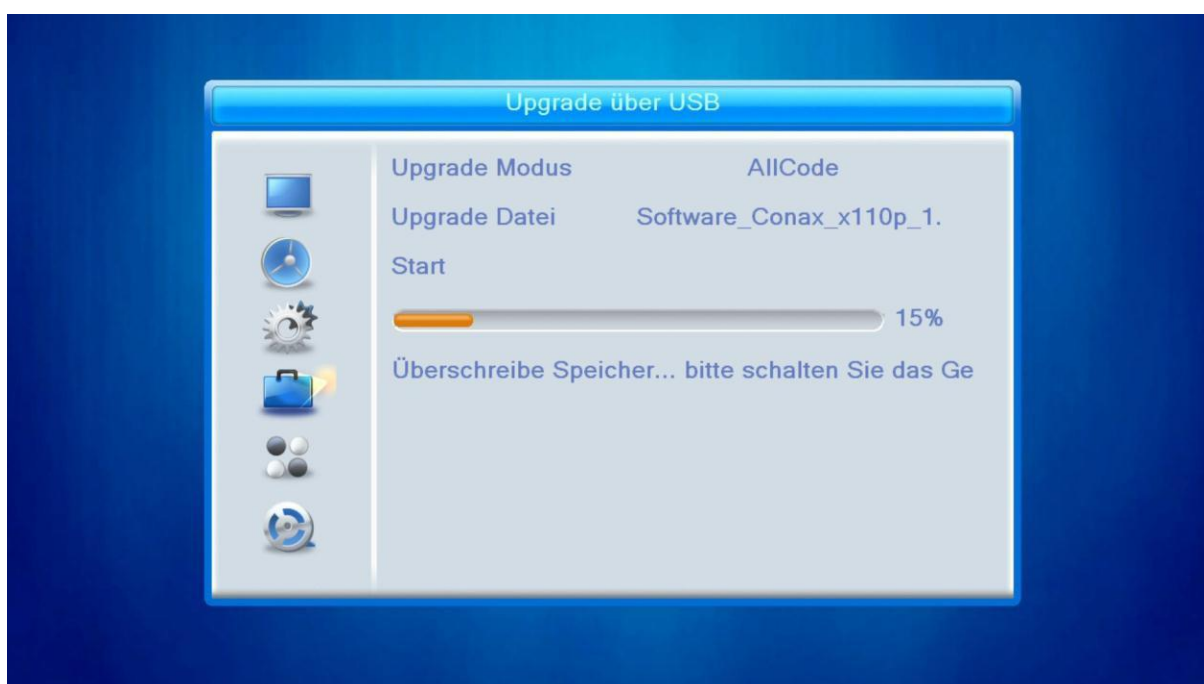 Upgrade über USB
Upgrade Modus AllCode
Upgrade Datei Software_Conax_x110p_1.
Start
15%
Überschreibe Speicher... bitte schalten Sie das Ge